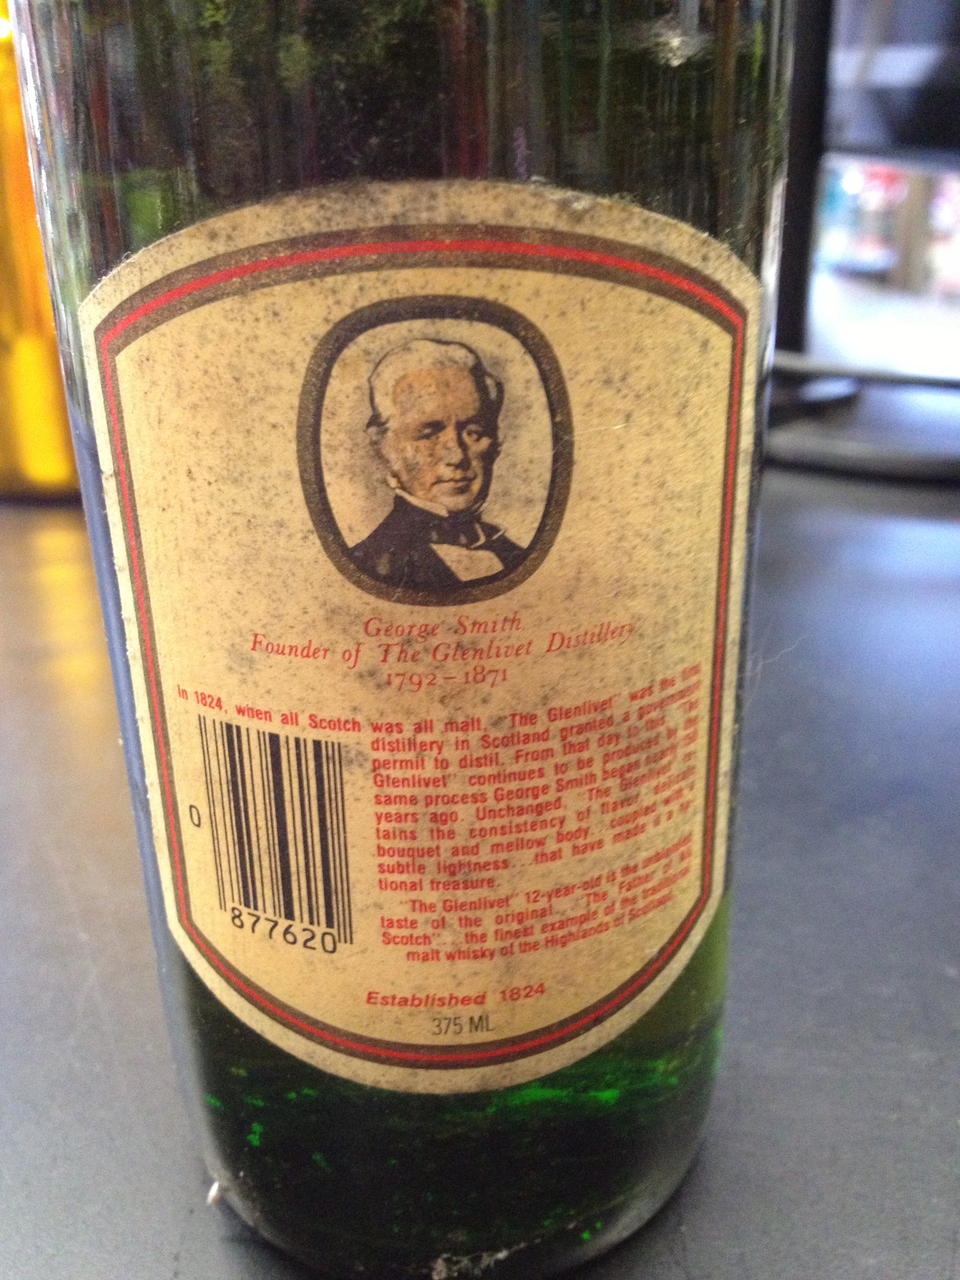 George Smith
Founder of The Glenlivet Distillery
1792-1871
In 1824, when all Scotch was all malt, "The Glenlivet" was the first
distillery in Scotland granted a government
permit to distil. From that day to this "The
Glenlivet" continues to be produced by the
same process George Smith began nearly
years ago. Unchanged, "The Glenlivet"
tains the consistency of flavor, delicate
bouquet and mellow body... coupled with a
subtle lightness...that have made it a
tional treasure.
"The Glenlivet" 12-year-old is the unblended
taste of the original... "The Father of All
Scotch"... the finest example of the traditional
malt whisky of the Highlands of Scotland.
0
877620
Established 1824
375 ML